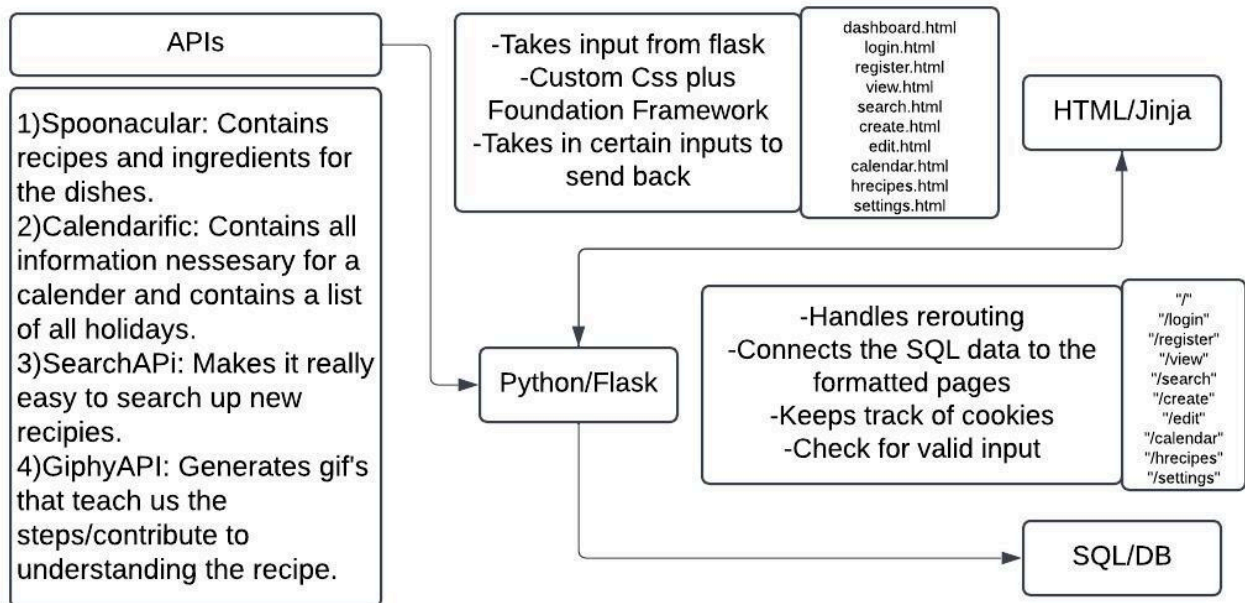 APIs
1)Spoonacular: Contains
recipes and ingredients for
the dishes.
2)Calendarific: Contains all
information nessesary for a
calender and contains a list
of all holidays.
3)SearchAPi: Makes it really
easy to search up new
recipies.
4)GiphyAPI: Generates gif's
that teach us the
steps/contribute to
understanding the recipe.
-Takes input from flask
-Custom Css plus
Foundation Framework
-Takes in certain inputs to
send back
dashboard.html
login.html
register.html
view.html
search.html
create.html
edit.html
calendar.html
hrecipes.html
settings.html
HTML/Jinja
Python/Flask
-Handles rerouting
-Connects the SQL data to the
formatted pages
-Keeps track of cookies
-Check for valid input
"/"
"/login"
"/register"
"/view"
"/search"
"/create"
"/edit"
"/calendar"
"/hrecipes"
"/settings"
SQL/DB